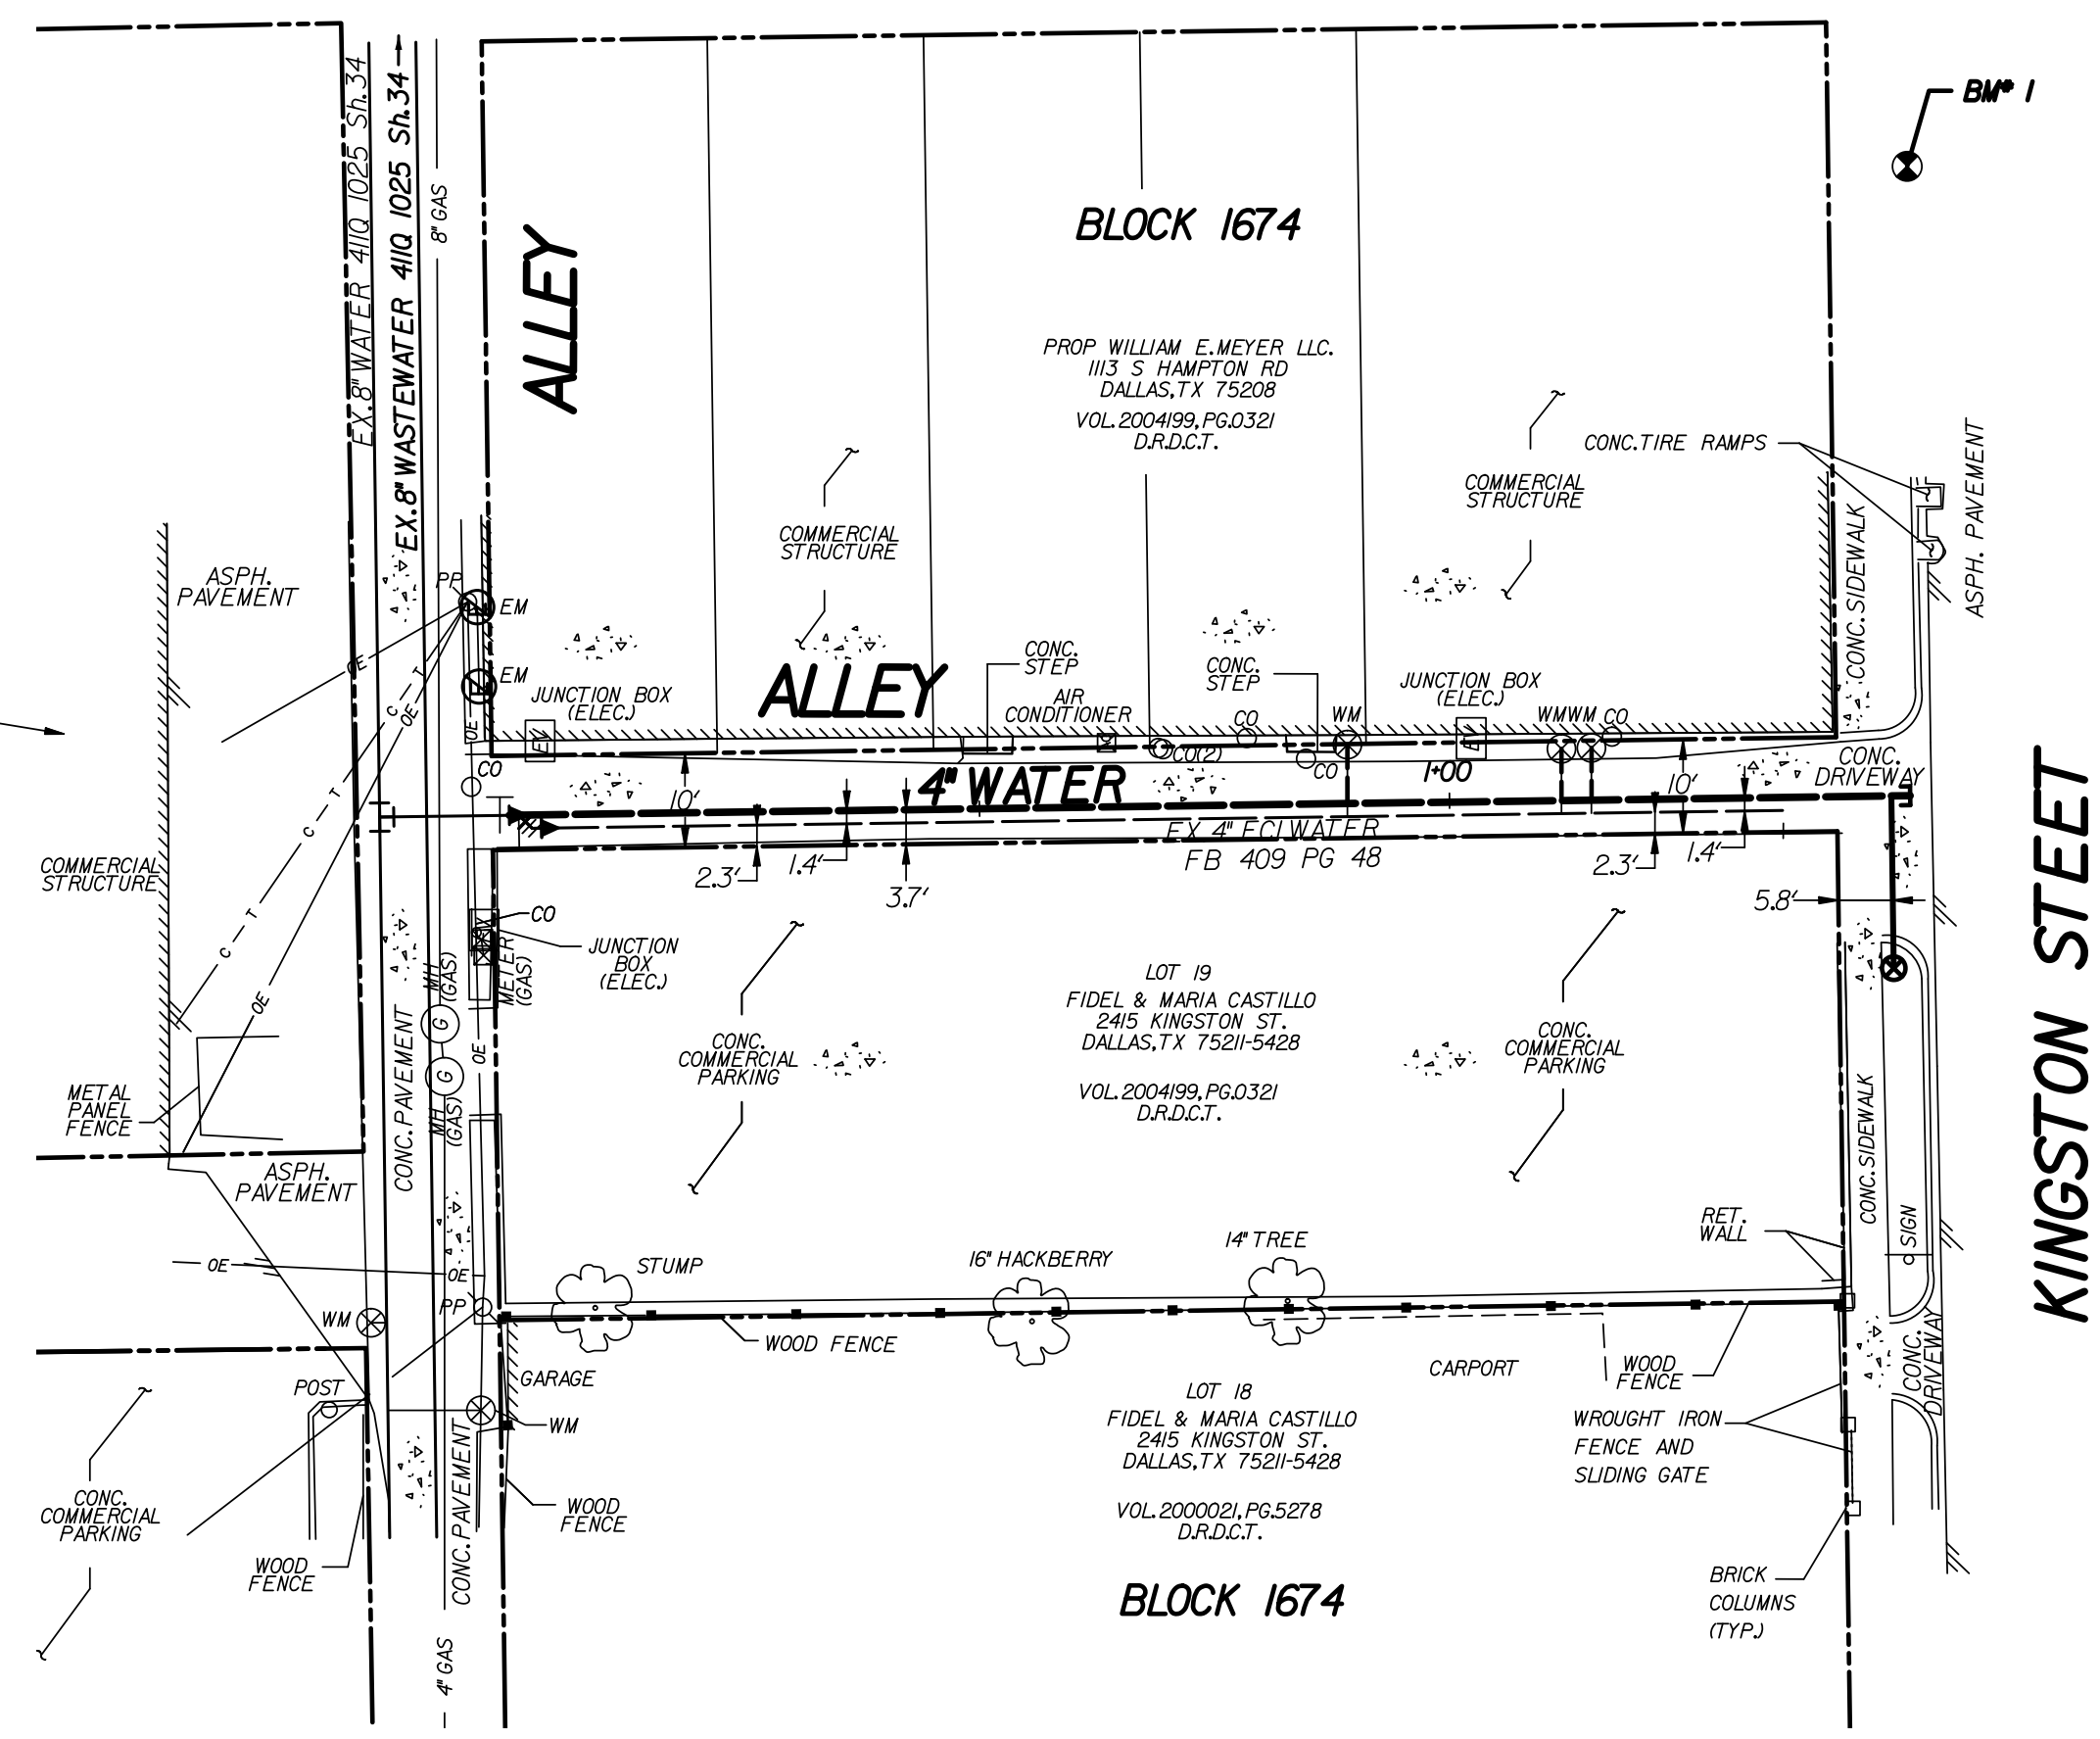 EX. 8" WATER 411Q 1025 Sh. 34
EX. 8" WASTEWATER 411Q 1025 Sh. 34
8" GAS
ALLEY
BM# 1
BLOCK 1674
PROP WILLIAM E. MEYER LLC.
1113 S HAMPTON RD
DALLAS, TX 75208
VOL. 2004199, PG. 0321
D.R.D.C.T.
CONC. TIRE RAMPS
ASPH. PAVEMENT
COMMERCIAL
STRUCTURE
COMMERCIAL
STRUCTURE
CONC. SIDEWALK
ASPH.
PAVEMENT
PP
EM
EM
OE
C
T
OE
C
T
C
T
C
OE
OE
JUNCTION BOX
(ELEC.)
EV
ALLEY
CONC.
STEP
AIR
CONDITIONER
CONC.
STEP
JUNCTION BOX
(ELEC.)
EV
CO
WM
WM WM CO
CO
CO(2)
CO
4" WATER
1+00
10'
10'
CONC.
DRIVEWAY
EX 4" FCI WATER
FB 409 PG 48
2.3'
1.4'
3.7'
2.3'
1.4'
5.8'
COMMERCIAL
STRUCTURE
CO
JUNCTION
BOX
(ELEC.)
EV
MH
(GAS)
METER
(GAS)
G
G
OE
MH
(GAS)
CONC. PAVEMENT
LOT 19
FIDEL & MARIA CASTILLO
2415 KINGSTON ST.
DALLAS, TX 75211-5428
VOL. 2004199, PG. 0321
D.R.D.C.T.
CONC.
COMMERCIAL
PARKING
CONC.
COMMERCIAL
PARKING
KINGSTON STEET
CONC. SIDEWALK
SIGN
METAL
PANEL
FENCE
ASPH.
PAVEMENT
OE
OE
RET.
WALL
STUMP
16" HACKBERRY
14" TREE
PP
WM
WOOD FENCE
GARAGE
WM
POST
CARPORT
WOOD
FENCE
CONC.
DRIVEWAY
LOT 18
FIDEL & MARIA CASTILLO
2415 KINGSTON ST.
DALLAS, TX 75211-5428
VOL. 2000021, PG. 5278
D.R.D.C.T.
WROUGHT IRON
FENCE AND
SLIDING GATE
CONC.
COMMERCIAL
PARKING
WOOD
FENCE
WOOD
FENCE
CONC. PAVEMENT
BRICK
COLUMNS
(TYP.)
BLOCK 1674
4" GAS